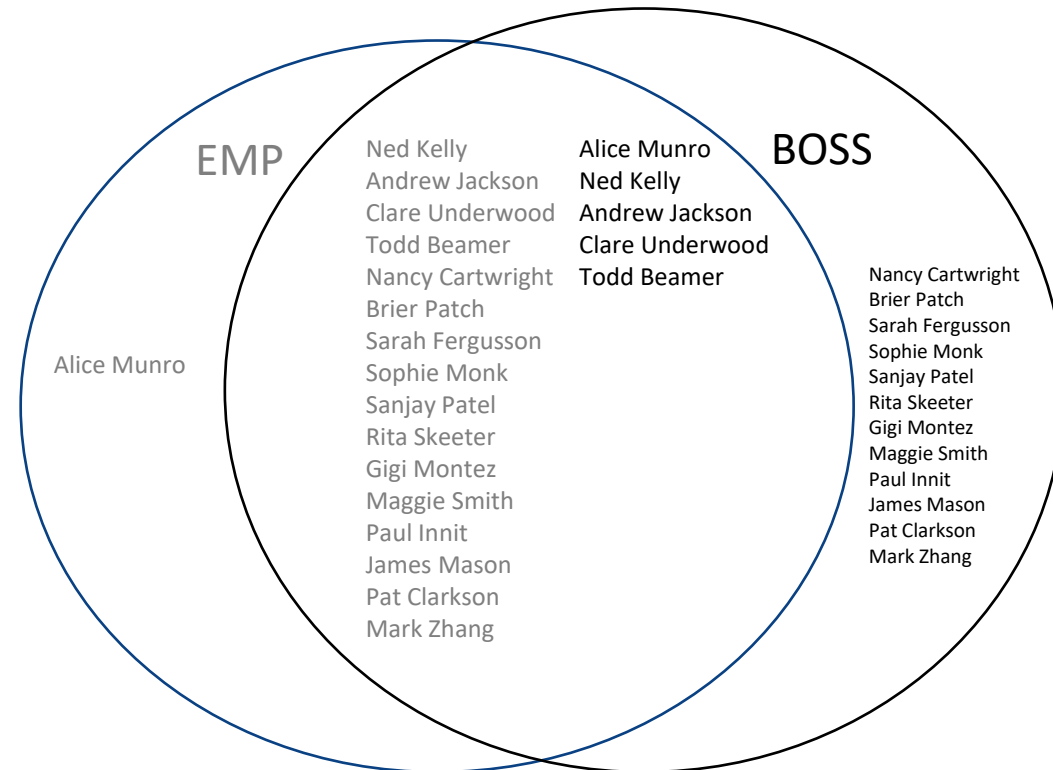 EMP
BOSS
Alice Munro
Ned Kelly
Andrew Jackson
Clare Underwood
Todd Beamer
Nancy Cartwright
Brier Patch
Sarah Fergusson
Sophie Monk
Sanjay Patel
Rita Skeeter
Gigi Montez
Maggie Smith
Paul Innit
James Mason
Pat Clarkson
Mark Zhang
Alice Munro
Ned Kelly
Andrew Jackson
Clare Underwood
Todd Beamer
Nancy Cartwright
Brier Patch
Sarah Fergusson
Sophie Monk
Sanjay Patel
Rita Skeeter
Gigi Montez
Maggie Smith
Paul Innit
James Mason
Pat Clarkson
Mark Zhang